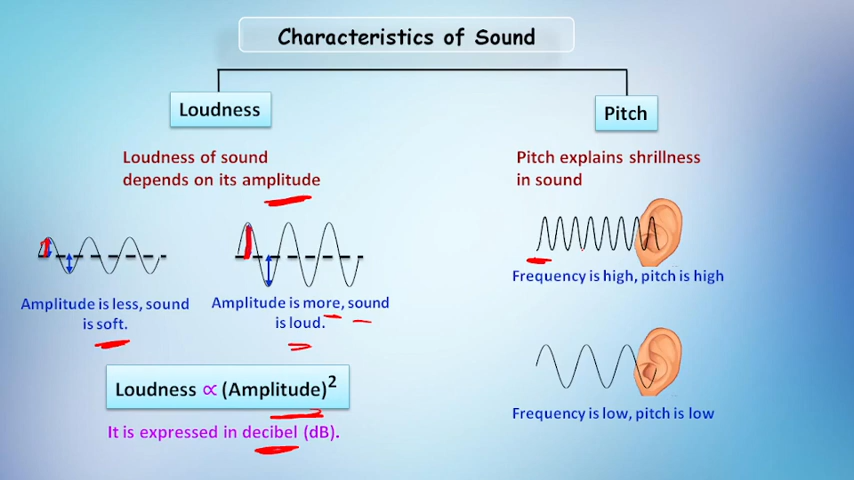 Characteristics of Sound
Loudness
Loudness of sound
depends on its amplitude
Amplitude is less, sound
is soft.
Amplitude is more, sound
is loud.
Loudness ∝ (Amplitude)²
It is expressed in decibel (dB).
Pitch
Pitch explains shrillness
in sound
Frequency is high, pitch is high
Frequency is low, pitch is low